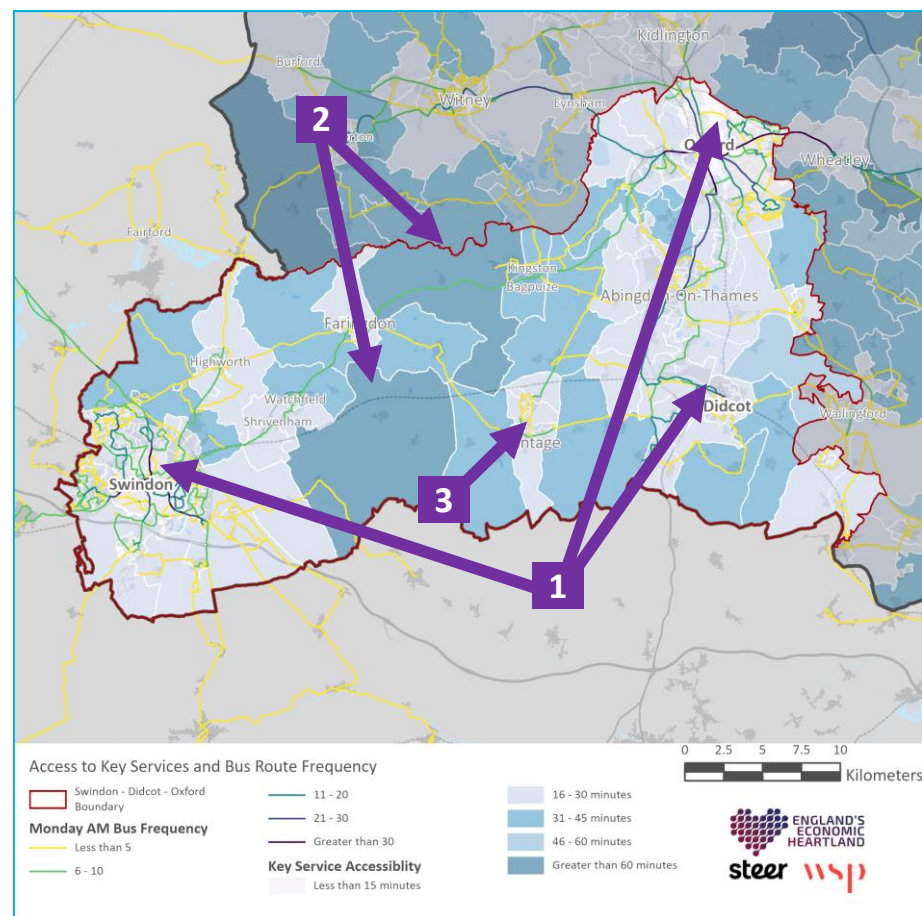 Kidlington
Burford
Witney
Eynsham
2
rton
Oxford
Wheatley
Fairford
Kingston
Bagpuize
Abingdon-On-Thames
Faringdon
Highworth
Watchfield
Shrivenham
Didcot
Wallingford
ntage
Swindon
3
1
0 2.5 5 7.5 10
Kilometers
Access to Key Services and Bus Route Frequency
Swindon - Didcot - Oxford
Boundary
Monday AM Bus Frequency
Less than 5
6 - 10
11 - 20
21 - 30
Greater than 30
Key Service Accessiblity
Less than 15 minutes
16 - 30 minutes
31 - 45 minutes
46 - 60 minutes
Greater than 60 minutes
ENGLAND'S
ECONOMIC
HEARTLAND
steer wsp